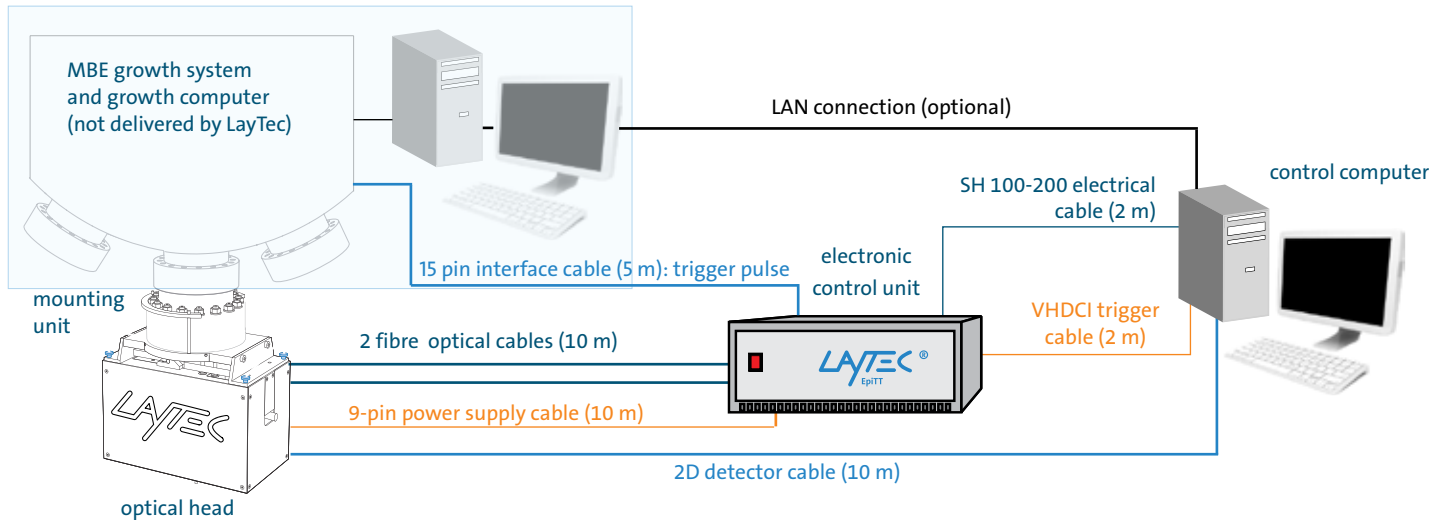 MBE growth system
and growth computer
(not delivered by LayTec)
LAN connection (optional)
SH 100-200 electrical
cable (2 m)
control computer
15 pin interface cable (5 m): trigger pulse
electronic
control unit
mounting
unit
VHDCI trigger
cable (2 m)
2 fibre optical cables (10 m)
LAYTEC ®
EpiTT
LAYTEC
9-pin power supply cable (10 m)
2D detector cable (10 m)
optical head